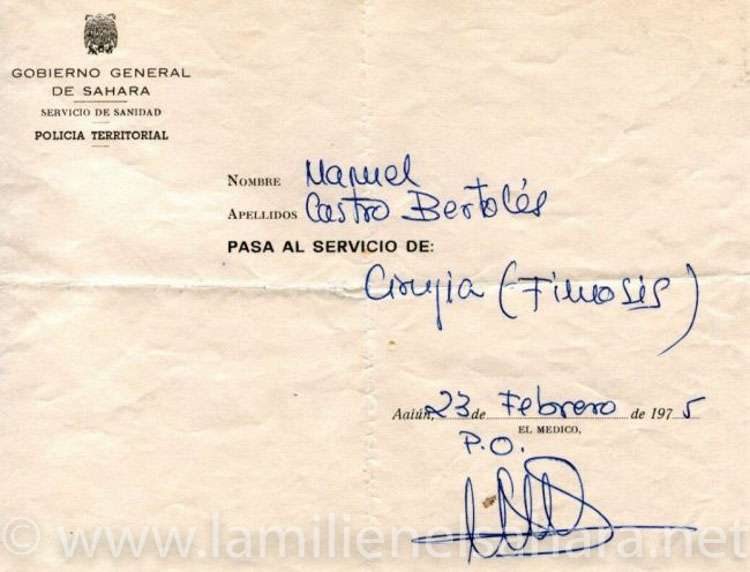 GOBIERNO GENERAL
DE SAHARA
SERVICIO DE SANIDAD
POLICIA TERRITORIAL
NOMBRE Manuel
APELLIDOS Castro Bertolés
PASA AL SERVICIO DE:
Cirujia (Fimosis)
Aaiún, 23 de Febrero de 1975
EL MEDICO,
P.O.
© www.lamilienelsahara.net